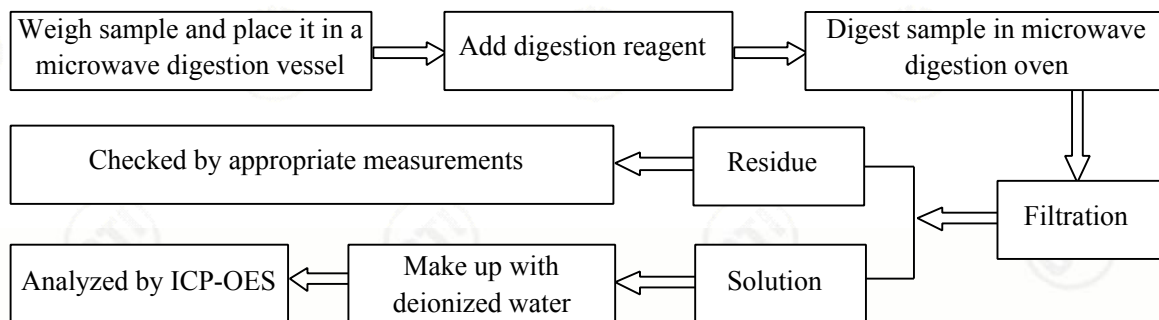 Weigh sample and place it in a
microwave digestion vessel
Add digestion reagent
Digest sample in microwave
digestion oven
Checked by appropriate measurements
Residue
Filtration
Analyzed by ICP-OES
Make up with
deionized water
Solution